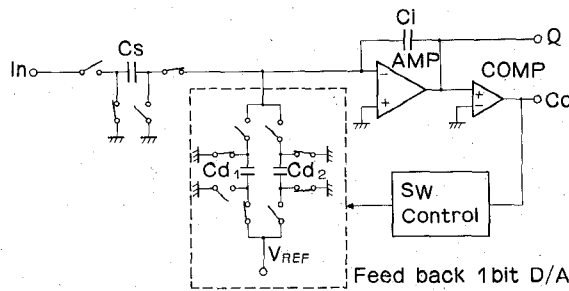 Ci
Q
Cs
AMP
COMP
In
−
+
+
−
Co
Cd1
Cd2
SW
Control
VREF
Feed back 1bit D/A